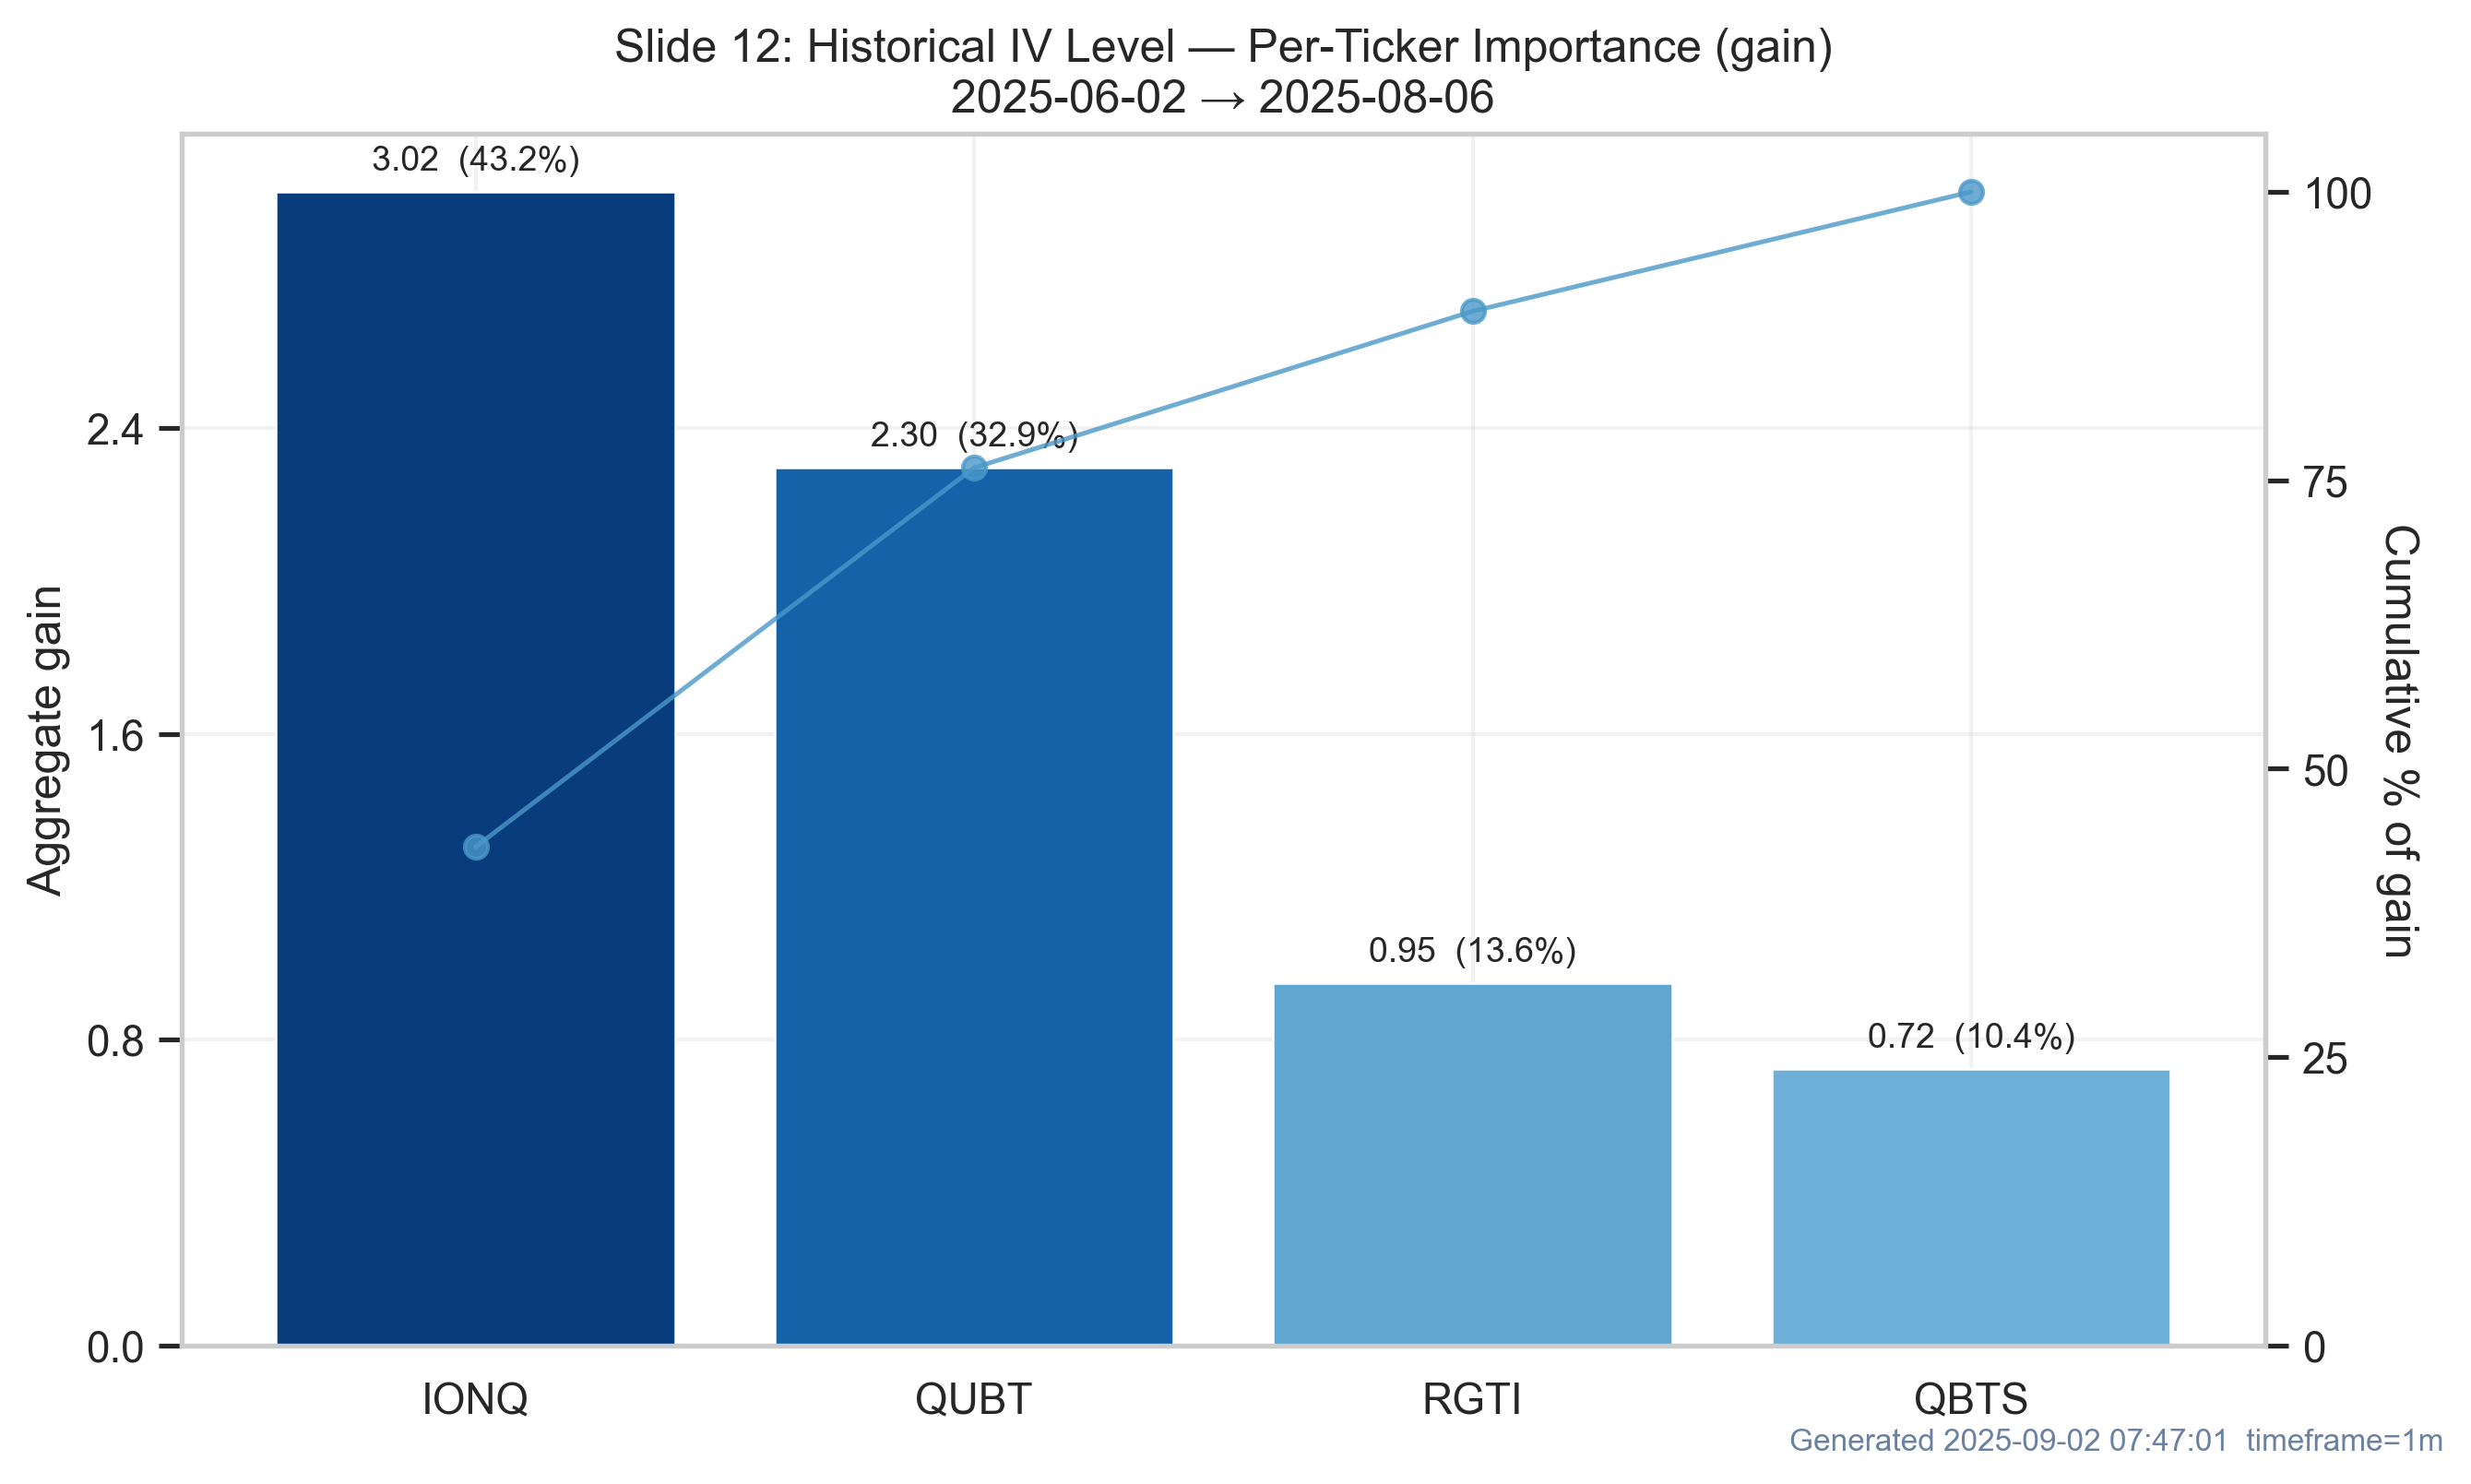 Slide 12: Historical IV Level — Per-Ticker Importance (gain)
2025-06-02 → 2025-08-06
3.02 (43.2%)
2.30 (32.9%)
0.95 (13.6%)
0.72 (10.4%)
Aggregate gain
2.4
1.6
0.8
0.0
100
75
50
25
0
Cumulative % of gain
IONQ
QUBT
RGTI
QBTS
Generated 2025-09-02 07:47:01 timeframe=1m